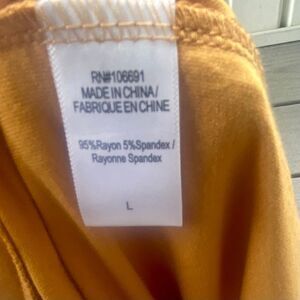 RN#106691
MADE IN CHINA/
FABRIQUE EN CHINE
95%Rayon 5%Spandex /
Rayonne Spandex
L